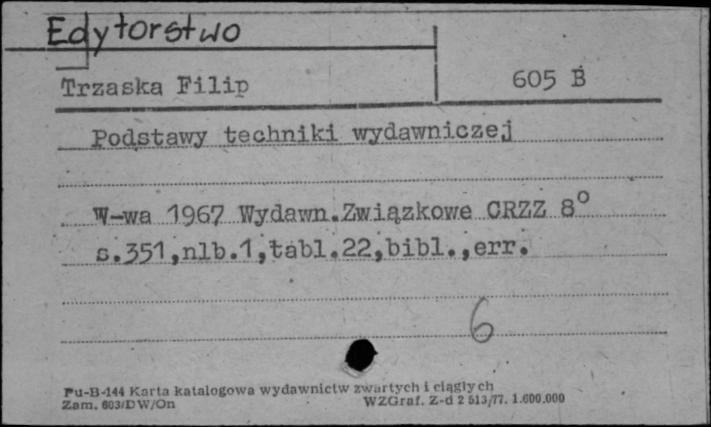 Edytorstwo
Trzaska Filip 605 B
Podstawy techniki wydawniczej
W-wa 1967 Wydawn.Związkowe CRZZ 8°
s.351,nlb.1,tabl.22,bibl.,err.
6
Pu-B-144 Karta katalogowa wydawnictw zwartych i ciągłych
Zam. 603/DW/On WZGraf. Z-d 2 513/77. 1.600.000